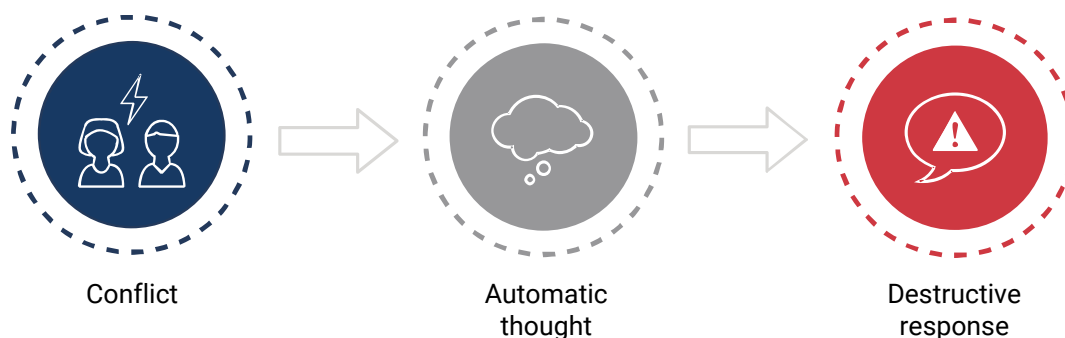 Conflict
Automatic
thought
Destructive
response